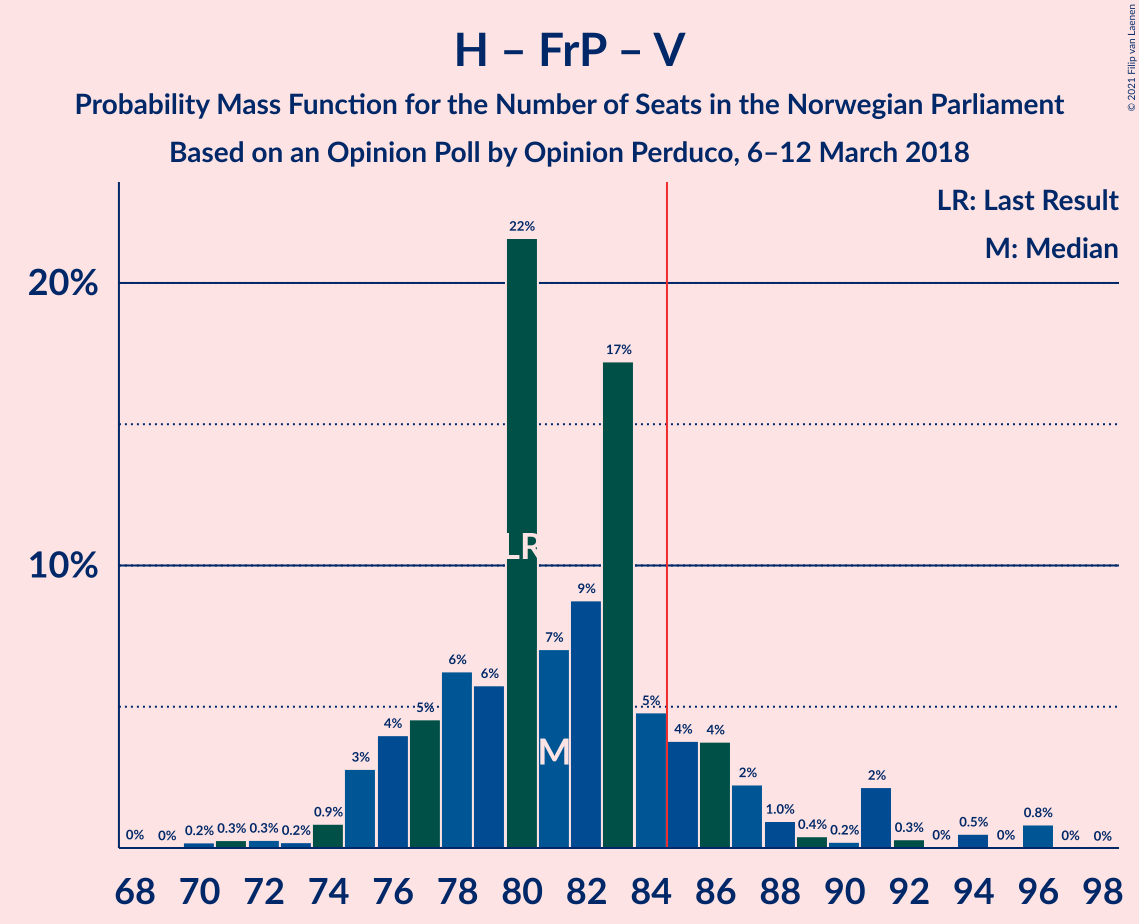 H – FrP – V
Probability Mass Function for the Number of Seats in the Norwegian Parliament
Based on an Opinion Poll by Opinion Perduco, 6–12 March 2018
© 2021 Filip van Laenen
LR: Last Result
M: Median
20%
10%
0% 0% 0.2% 0.3% 0.3% 0.2% 0.9% 3% 4% 5% 6% 6% 22% 7% 9% 17% 5% 4% 4% 2% 1.0% 0.4% 0.2% 2% 0.3% 0% 0.5% 0% 0.8% 0% 0%
LR
M
68 70 72 74 76 78 80 82 84 86 88 90 92 94 96 98